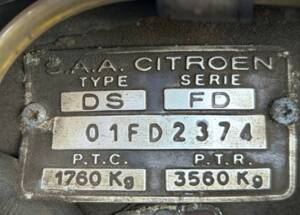 S.A.A. CITROEN
TYPE SERIE
DS FD
01FD2374
P.T.C. P.T.R.
1760 Kg 3560 Kg